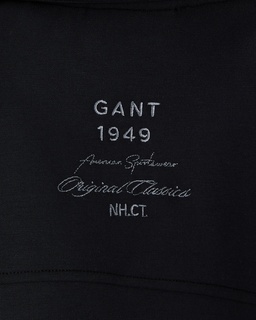 GANT
1949
American Sportswear
Original Classics
NH.CT.